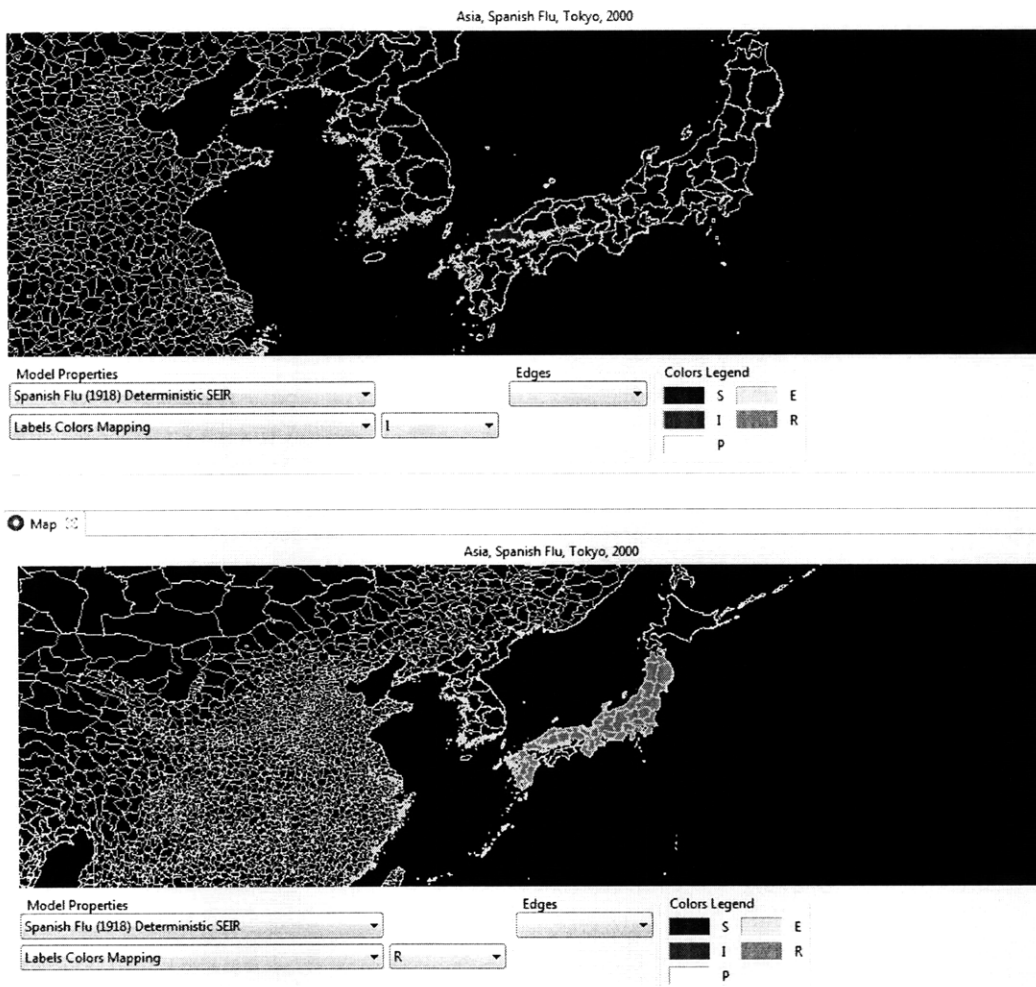 Asia, Spanish Flu, Tokyo, 2000
Model Properties
Edges
Colors Legend
Spanish Flu (1918) Deterministic SEIR
S E
Labels Colors Mapping
I
I R
P
Map
Asia, Spanish Flu, Tokyo, 2000
Model Properties
Edges
Colors Legend
Spanish Flu (1918) Deterministic SEIR
S E
Labels Colors Mapping
R
I R
P